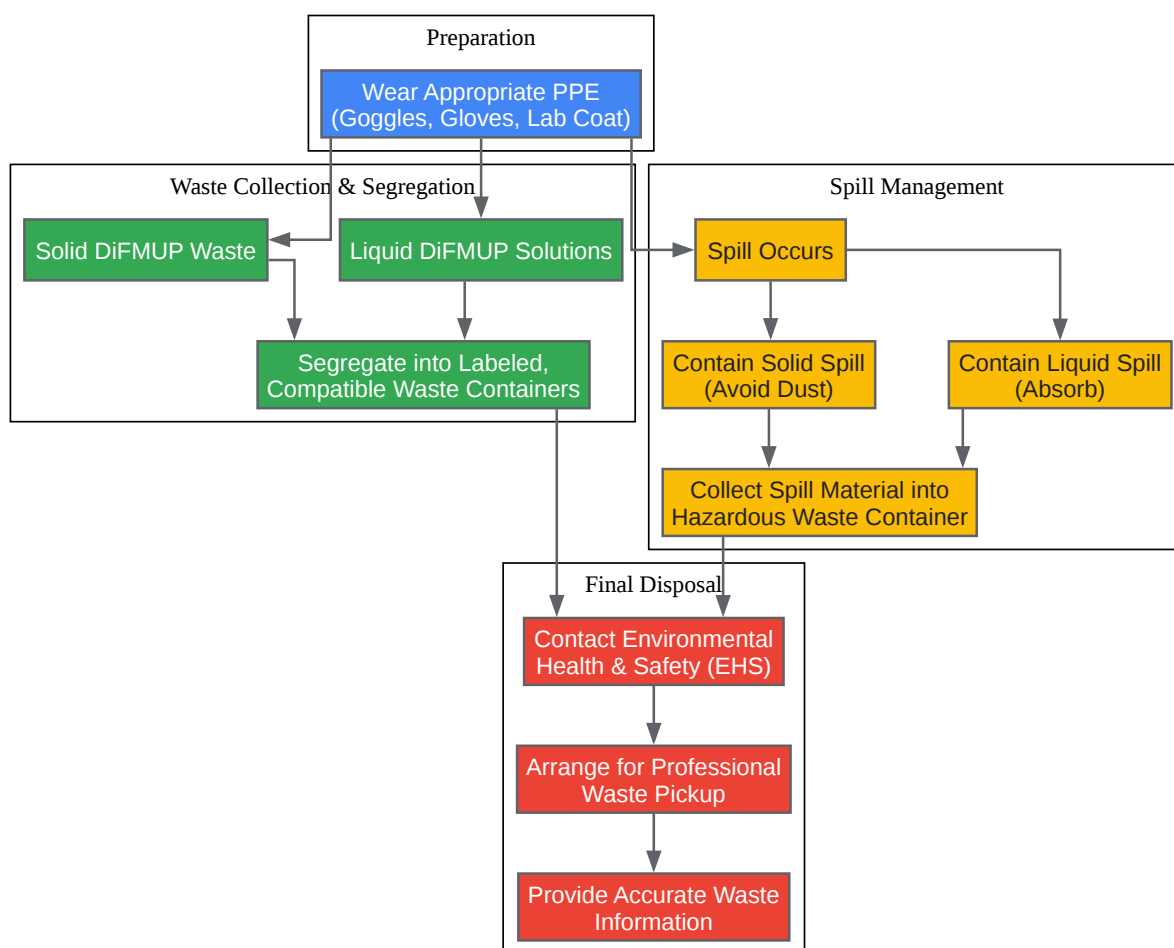 Preparation
Wear Appropriate PPE
(Goggles, Gloves, Lab Coat)
Waste Collection & Segregation
Solid DiFMUP Waste
Liquid DiFMUP Solutions
Segregate into Labeled,
Compatible Waste Containers
Spill Management
Spill Occurs
Contain Solid Spill
(Avoid Dust)
Contain Liquid Spill
(Absorb)
Collect Spill Material into
Hazardous Waste Container
Final Disposal
Contact Environmental
Health & Safety (EHS)
Arrange for Professional
Waste Pickup
Provide Accurate Waste
Information